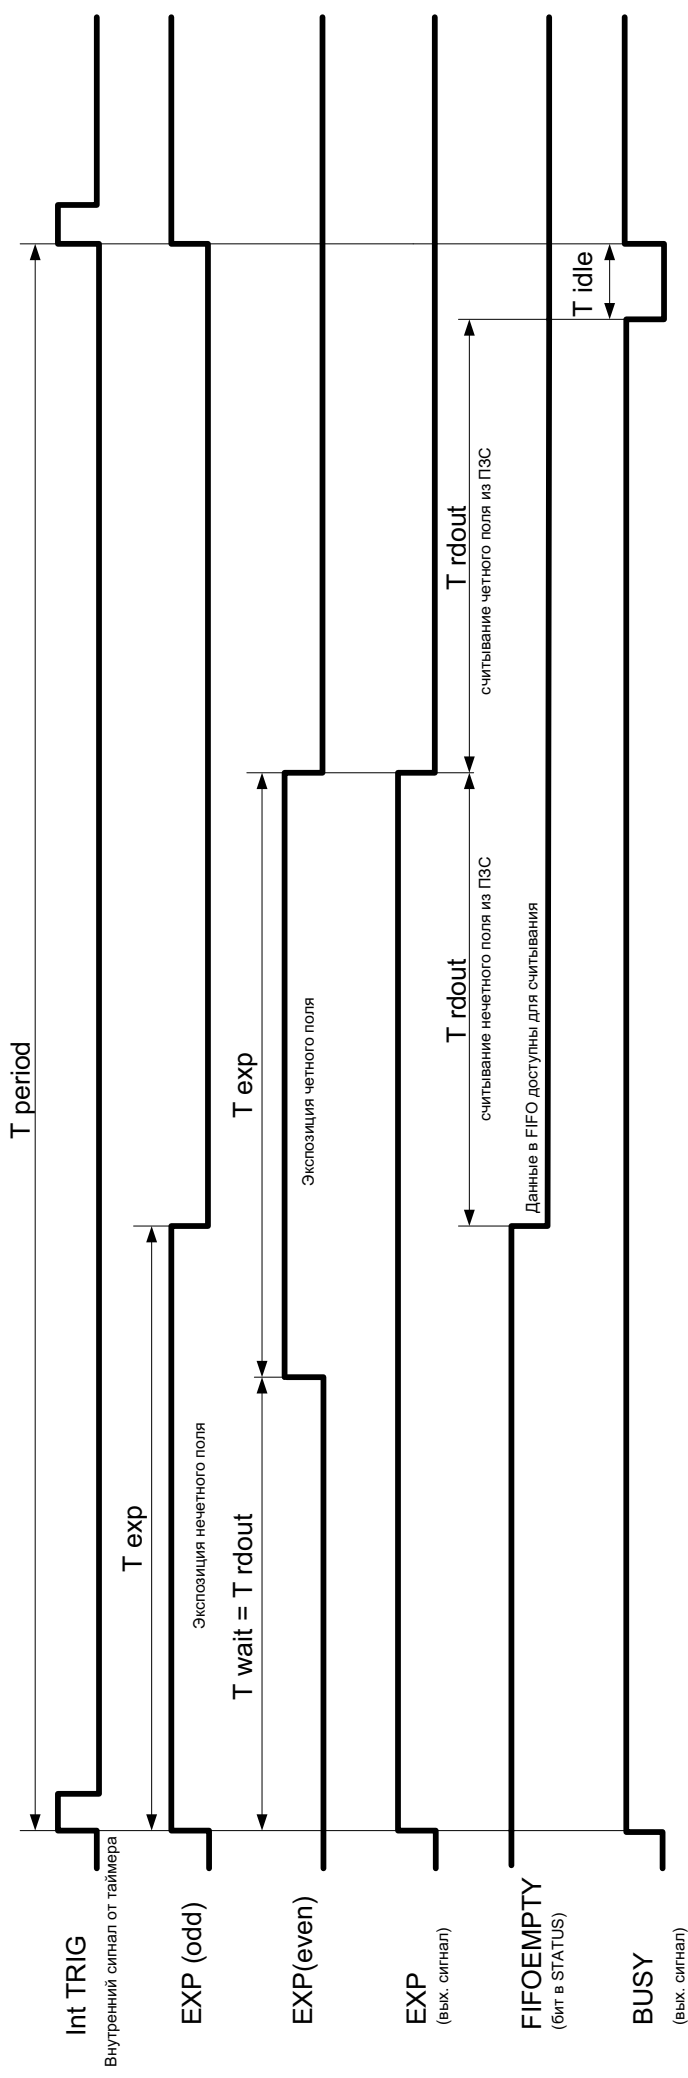 T period
Int TRIG
Внутренний сигнал от таймера
T exp
EXP (odd)
Экспозиция нечетного поля
T wait = T rdout
T exp
EXP(even)
Экспозиция четного поля
EXP
(вых. сигнал)
T rdout
считывание нечетного поля из ПЗС
T rdout
считывание четного поля из ПЗС
FIFOEMPTY
(бит в STATUS)
Данные в FIFO доступны для считывания
T idle
BUSY
(вых. сигнал)